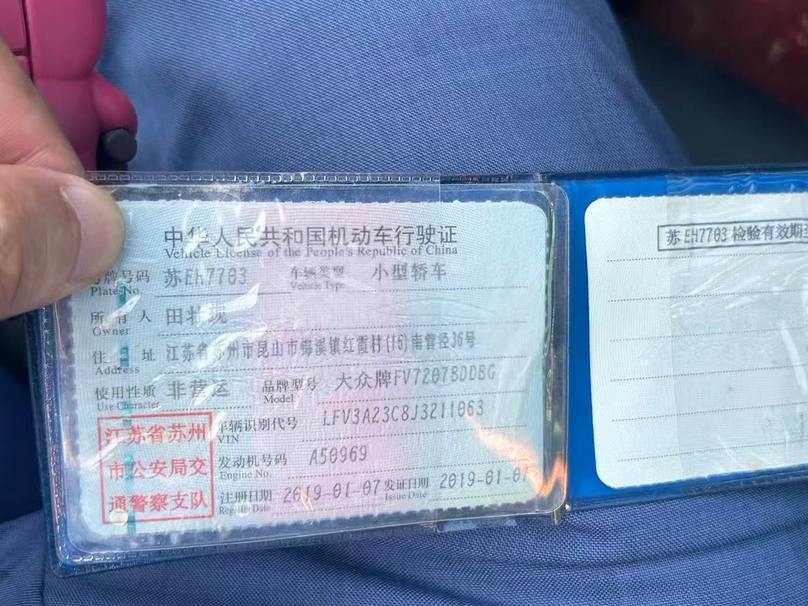 中华人民共和国机动车行驶证
Vehicle License of the People's Republic of China
号牌号码 苏EH7703 车辆类型 小型轿车
Plate No. Vehicle Type
所有人 田
Owner
住址 江苏省苏州市昆山市 溪镇红霞村(16)南营径36号
Address
使用性质 非营运 品牌型号 大众牌FV7207BDDBG
Use Character Model
江苏省苏州 车辆识别代号 LFV3A23C8J3211063
VIN
市公安局交 发动机号码 A50969
Engine No.
通警察支队 注册日期 2019-01-07 发证日期 2019-01-07
Register Date Issue Date
苏EH7703 检验有效期至